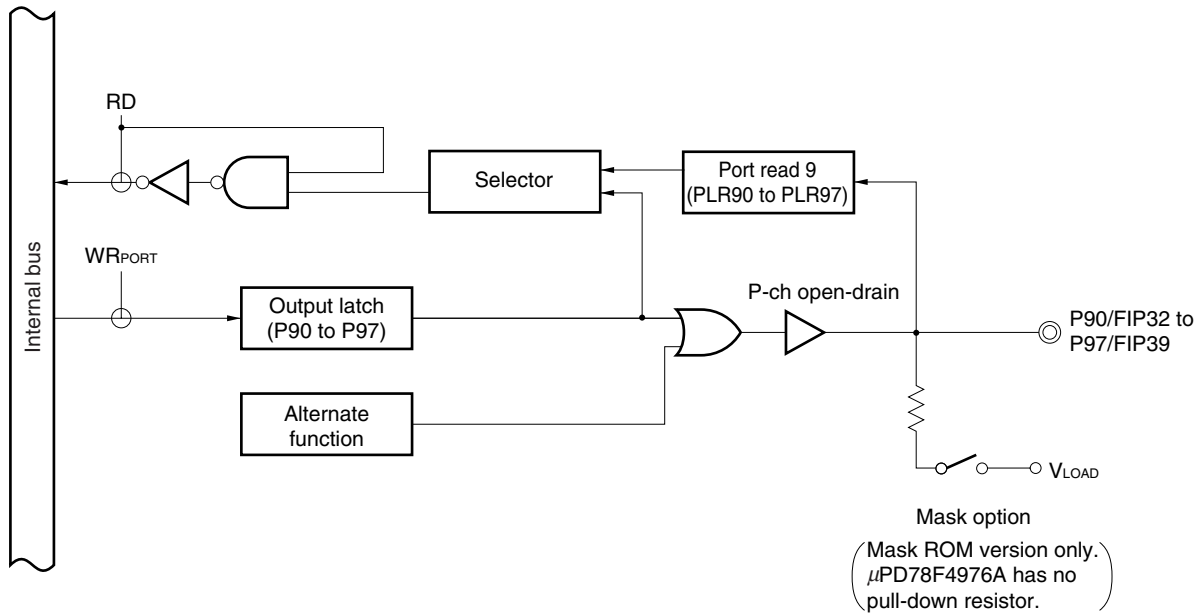 RD
Selector
Port read 9
(PLR90 to PLR97)
Internal bus
WRPORT
Output latch
(P90 to P97)
P-ch open-drain
P90/FIP32 to
P97/FIP39
Alternate
function
VLOAD
Mask option
(Mask ROM version only.
μPD78F4976A has no
pull-down resistor.)